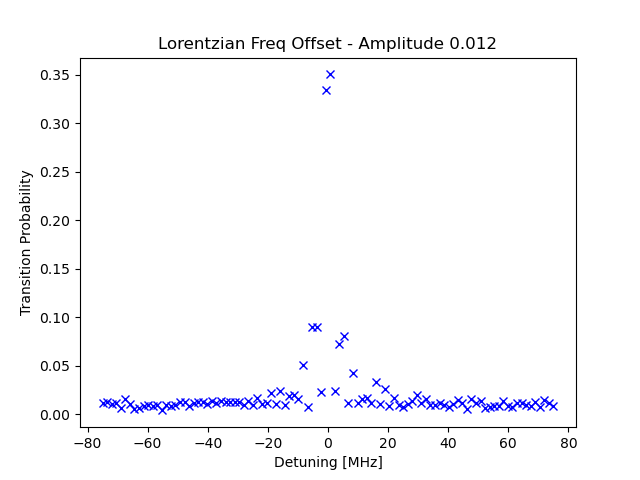 Lorentzian Freq Offset - Amplitude 0.012
0.35
0.30
0.25
0.20
0.15
0.10
0.05
0.00
Transition Probability
−80 −60 −40 −20 0 20 40 60 80
Detuning [MHz]